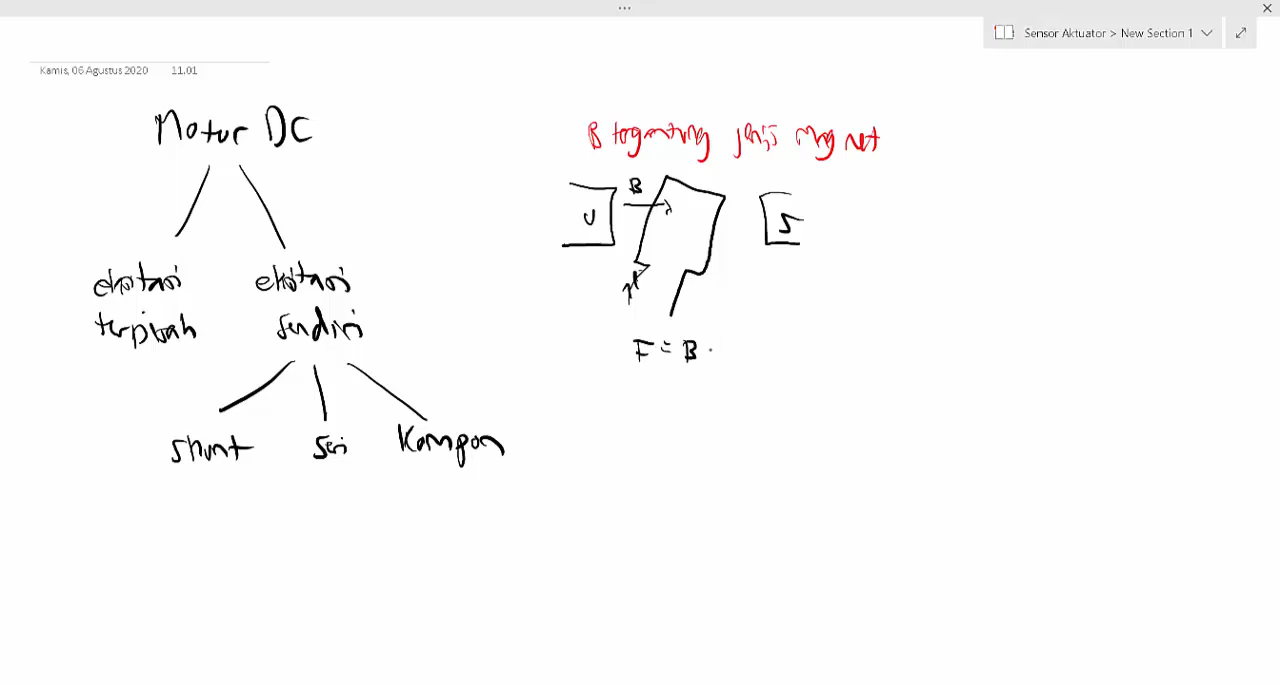 Sensor Aktuator > New Section 1
Kamis, 06 Agustus 2020 11.01
Motor DC
eksitasi terpisah
eksitasi sendiri
Shunt Seri Kompon
B tergantung jenis magnet
B
U
S
F = B .